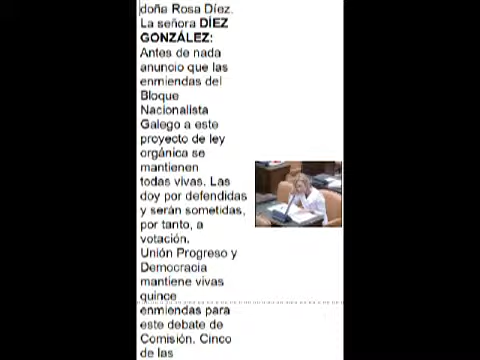 doña Rosa Díez.
La señora DÍEZ
GONZÁLEZ:
Antes de nada
anuncio que las
enmiendas del
Bloque
Nacionalista
Galego a este
proyecto de ley
orgánica se
mantienen
todas vivas. Las
doy por defendidas
y serán sometidas,
por tanto, a
votación.
Unión Progreso y
Democracia
mantiene vivas
quince
enmiendas para
este debate de
Comisión. Cinco
de las